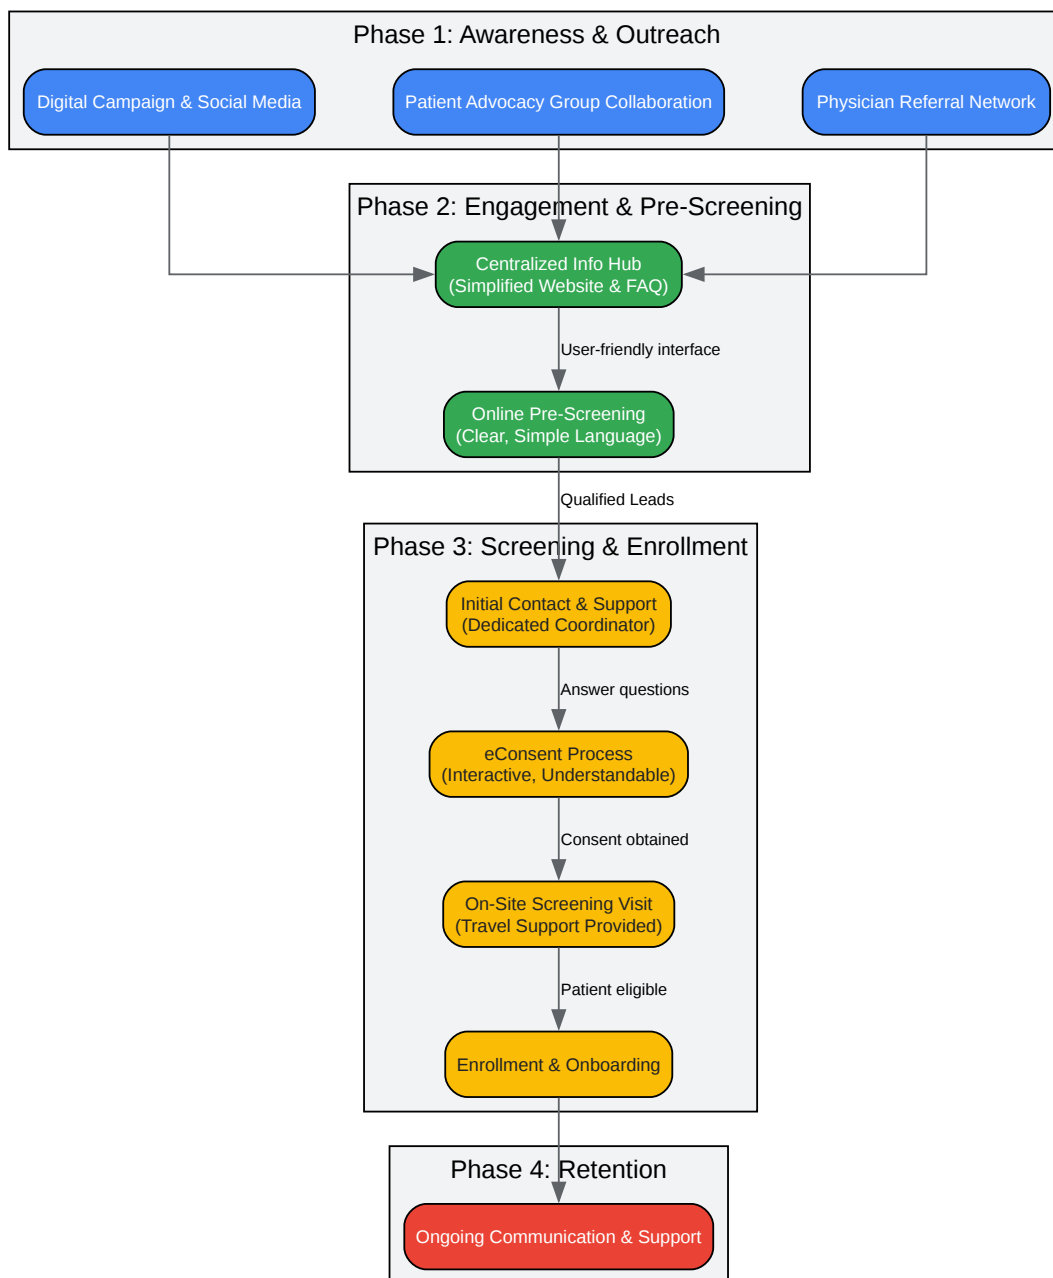 Phase 1: Awareness & Outreach
Digital Campaign & Social Media
Patient Advocacy Group Collaboration
Physician Referral Network
Phase 2: Engagement & Pre-Screening
Centralized Info Hub
(Simplified Website & FAQ)
User-friendly interface
Online Pre-Screening
(Clear, Simple Language)
Qualified Leads
Phase 3: Screening & Enrollment
Initial Contact & Support
(Dedicated Coordinator)
Answer questions
eConsent Process
(Interactive, Understandable)
Consent obtained
On-Site Screening Visit
(Travel Support Provided)
Patient eligible
Enrollment & Onboarding
Phase 4: Retention
Ongoing Communication & Support